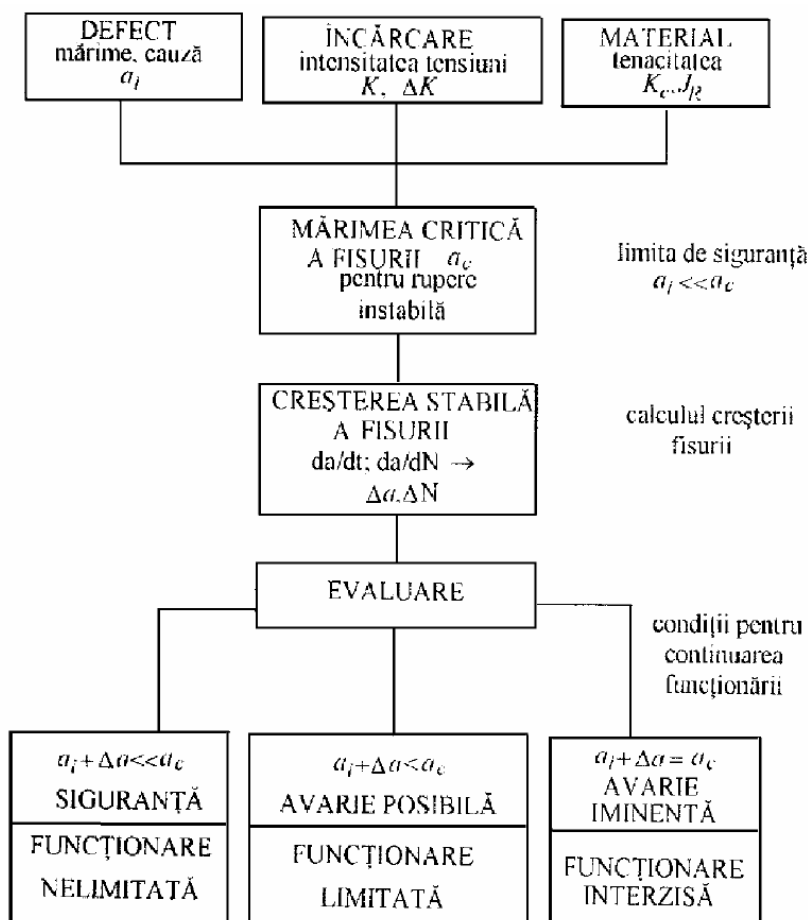 DEFECT
mărime, cauză
a_i
ÎNCĂRCARE
intensitatea tensiuni
K, ΔK
MATERIAL
tenacitatea
K_c, J_R
MĂRIMEA CRITICĂ
A FISURII a_c
pentru rupere
instabilă
limita de siguranță
a_i<<a_c
CREȘTEREA STABILĂ
A FISURII
da/dt; da/dN →
Δa, ΔN
calculul creșterii
fisurii
EVALUARE
condiții pentru
continuarea
funcționării
a_i+Δa<<a_c
SIGURANȚĂ
FUNCȚIONARE
NELIMITATĂ
a_i+Δa<a_c
AVARIE POSIBILĂ
FUNCȚIONARE
LIMITATĂ
a_i+Δa=a_c
AVARIE
IMINENTĂ
FUNCȚIONARE
INTERZISĂ